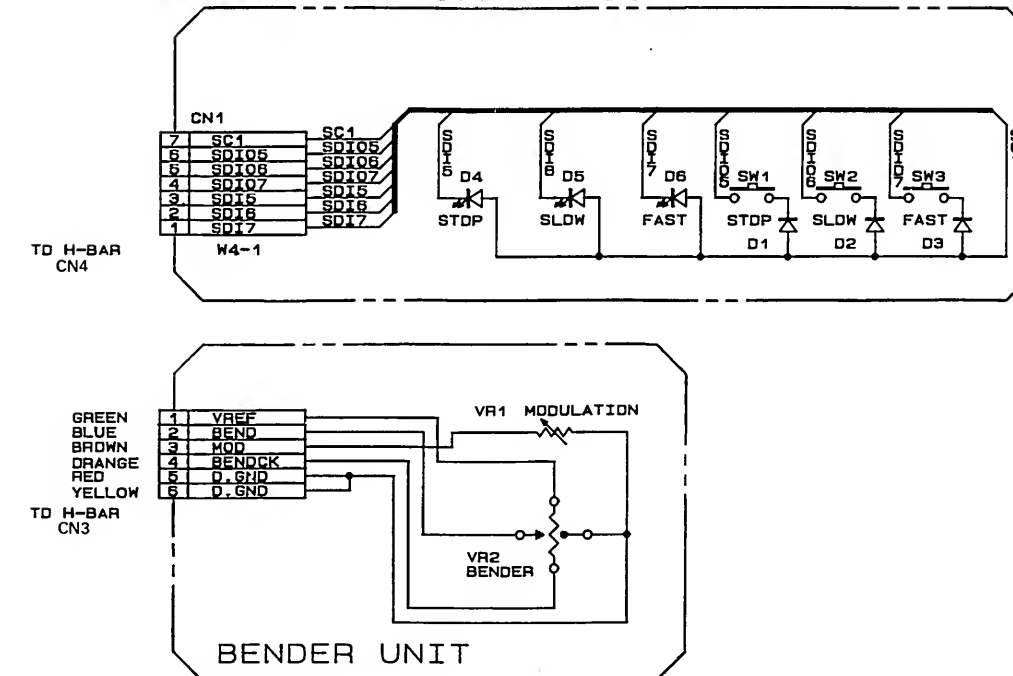 CN1
7 SC1 SC1
6 SDIO5 SDIO5
5 SDIO6 SDIO6
4 SDIO7 SDIO7
3 SDI5 SDI5
2 SDI6 SDI6
1 SDI7 SDI7
W4-1
TO H-BAR
CN4
SDI5 SDI6 SDI7 SDIO5 SDIO6 SDIO7
D4 D5 D6 SW1 SW2 SW3
STOP SLOW FAST STOP SLOW FAST
D1 D2 D3
GREEN 1 VREF
BLUE 2 BEND
BROWN 3 MOD
ORANGE 4 BENDCK
RED 5 D.GND
YELLOW 6 D.GND
TO H-BAR
CN3
VR1 MODULATION
VR2
BENDER
BENDER UNIT